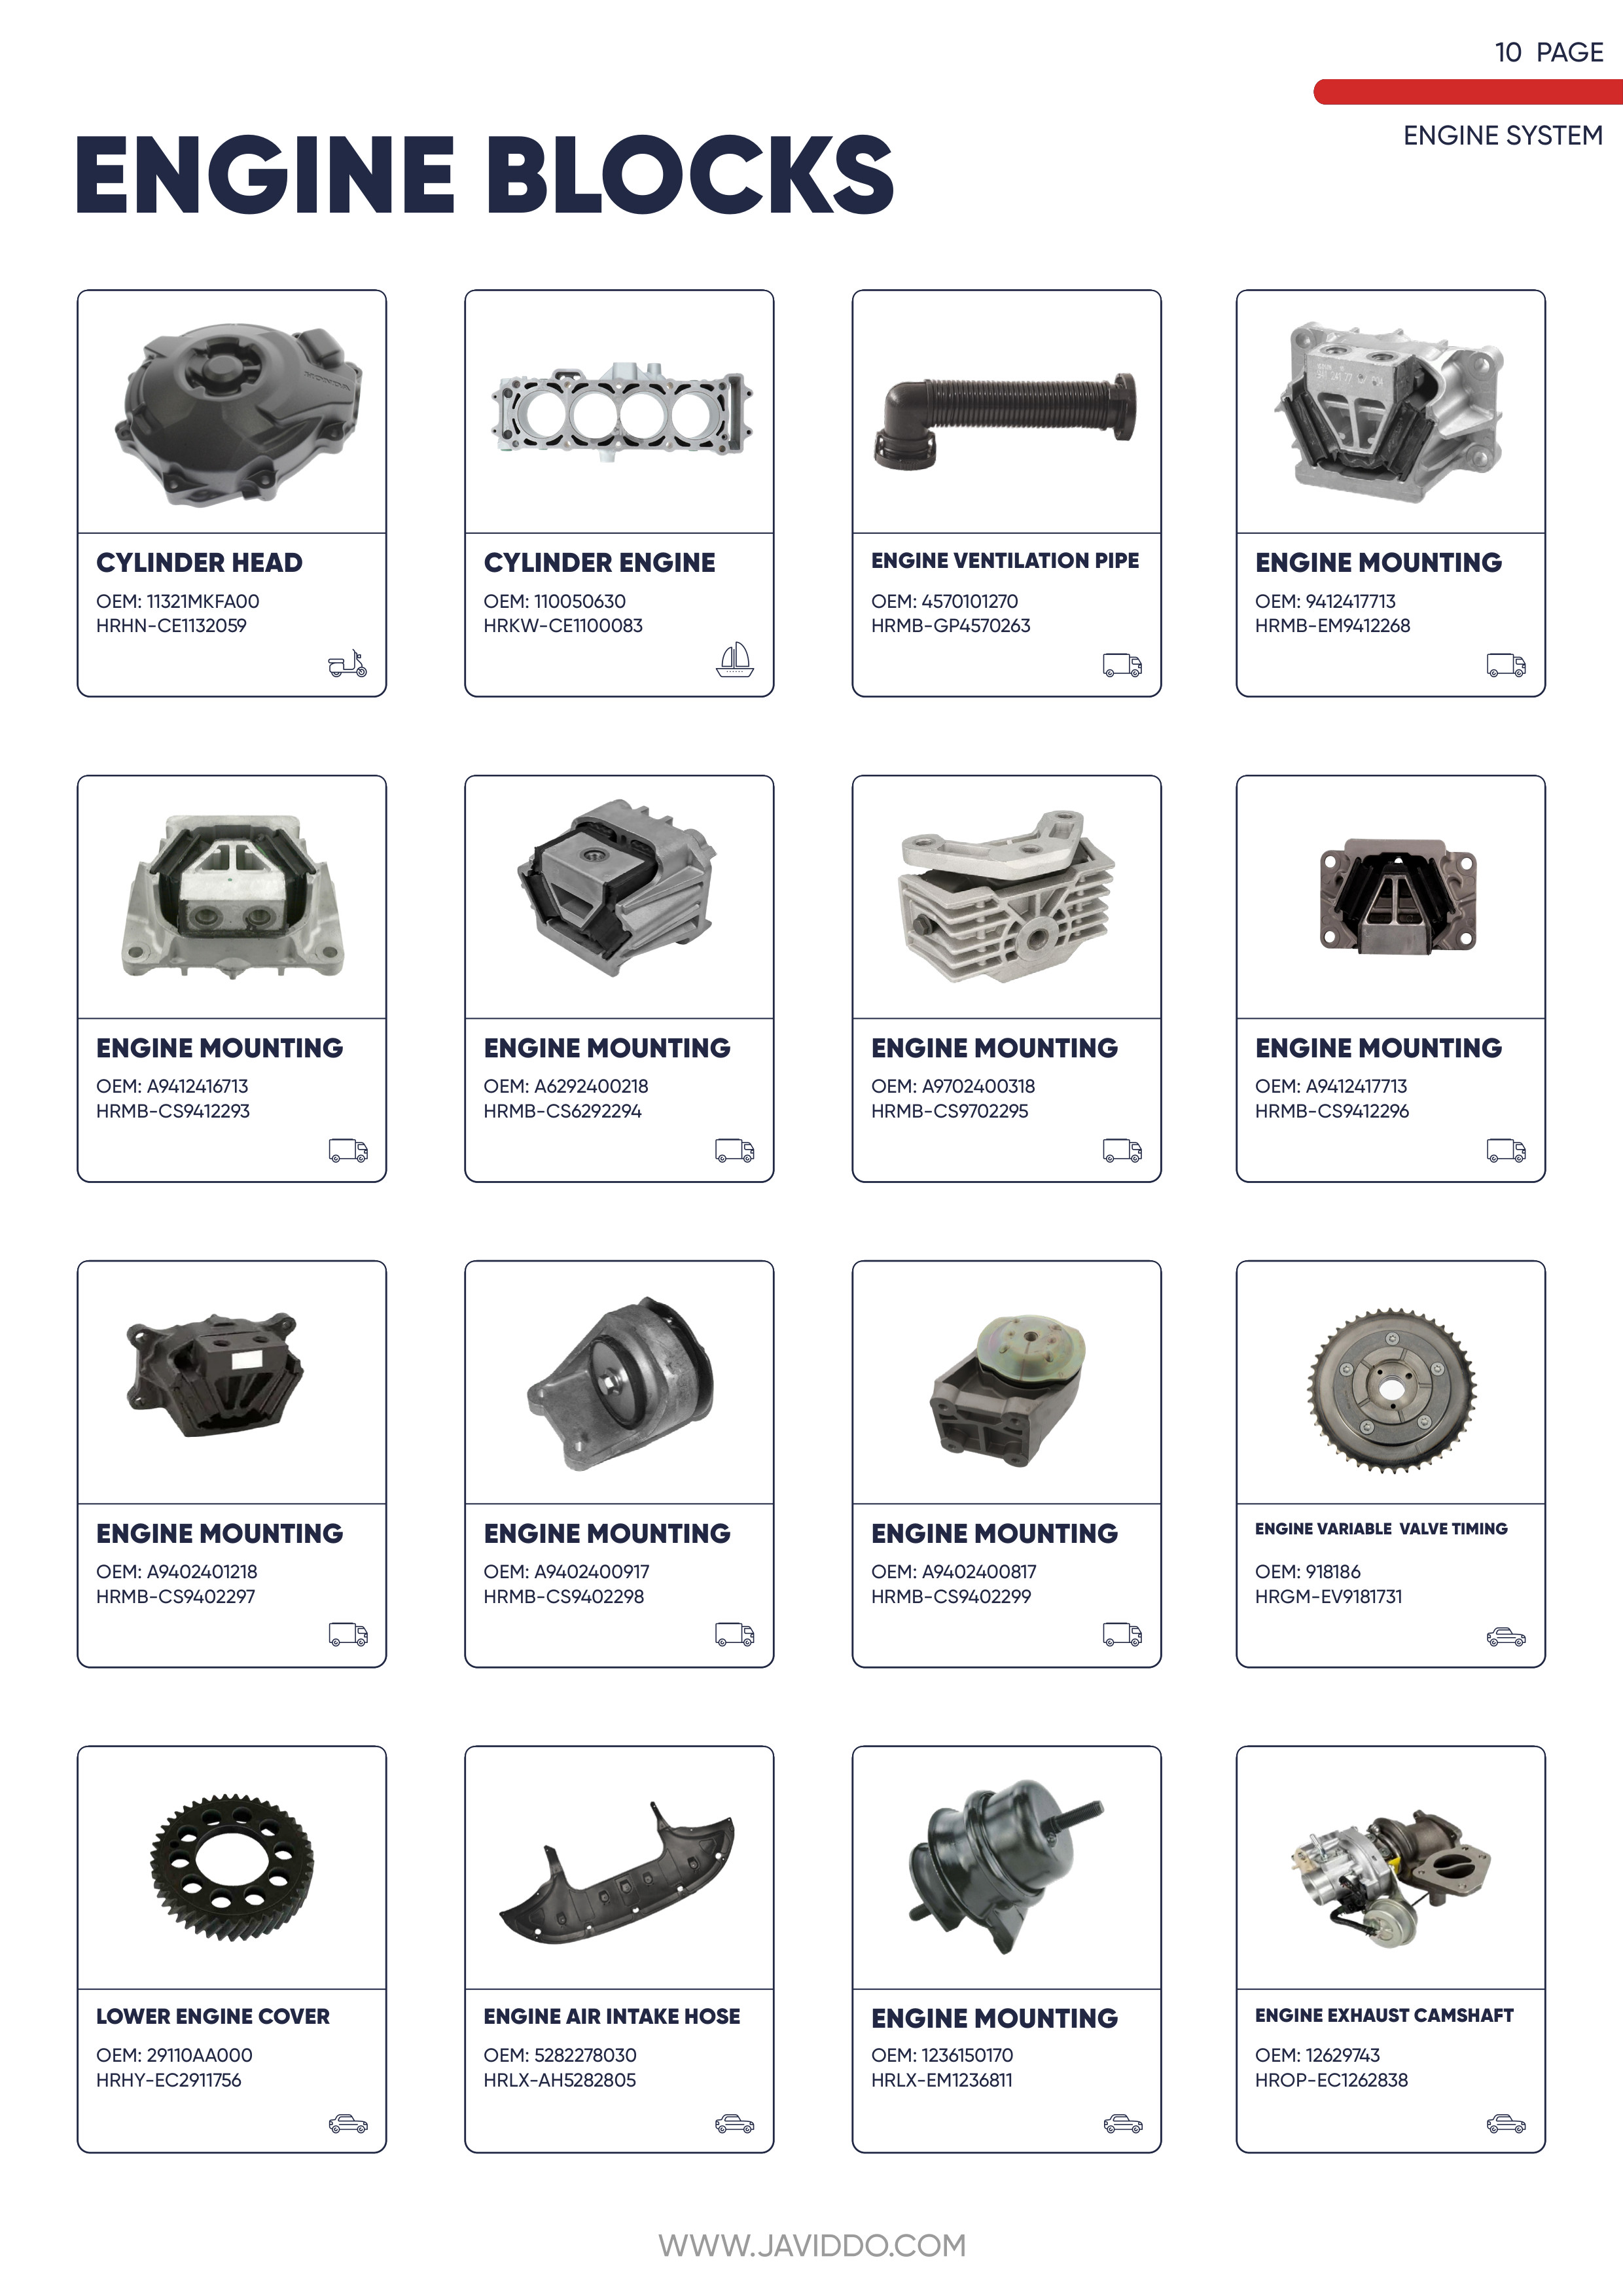 10 PAGE
ENGINE SYSTEM
ENGINE BLOCKS
HONDA
CYLINDER HEAD
OEM: 11321MKFA00
HRHN-CE1132059
CYLINDER ENGINE
OEM: 110050630
HRKW-CE1100083
ENGINE VENTILATION PIPE
OEM: 4570101270
HRMB-GP4570263
ENGINE MOUNTING
OEM: 9412417713
HRMB-EM9412268
ENGINE MOUNTING
OEM: A9412416713
HRMB-CS9412293
ENGINE MOUNTING
OEM: A6292400218
HRMB-CS6292294
ENGINE MOUNTING
OEM: A9702400318
HRMB-CS9702295
ENGINE MOUNTING
OEM: A9412417713
HRMB-CS9412296
ENGINE MOUNTING
OEM: A9402401218
HRMB-CS9402297
ENGINE MOUNTING
OEM: A9402400917
HRMB-CS9402298
ENGINE MOUNTING
OEM: A9402400817
HRMB-CS9402299
ENGINE VARIABLE VALVE TIMING
OEM: 918186
HRGM-EV9181731
LOWER ENGINE COVER
OEM: 29110AA000
HRHY-EC2911756
ENGINE AIR INTAKE HOSE
OEM: 5282278030
HRLX-AH5282805
ENGINE MOUNTING
OEM: 1236150170
HRLX-EM1236811
ENGINE EXHAUST CAMSHAFT
OEM: 12629743
HROP-EC1262838
WWW.JAVIDDO.COM